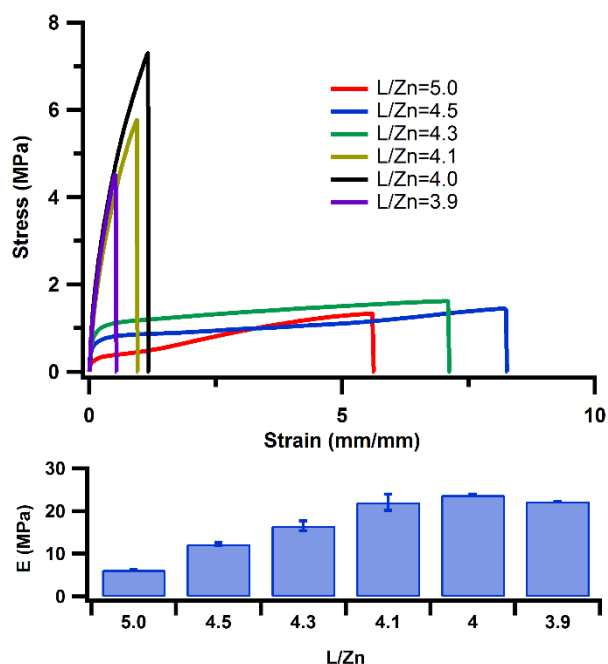 8
6
4
2
0
Stress (MPa)
L/Zn=5.0
L/Zn=4.5
L/Zn=4.3
L/Zn=4.1
L/Zn=4.0
L/Zn=3.9
0 5 10
Strain (mm/mm)
30
20
10
0
E (MPa)
5.0 4.5 4.3 4.1 4 3.9
L/Zn